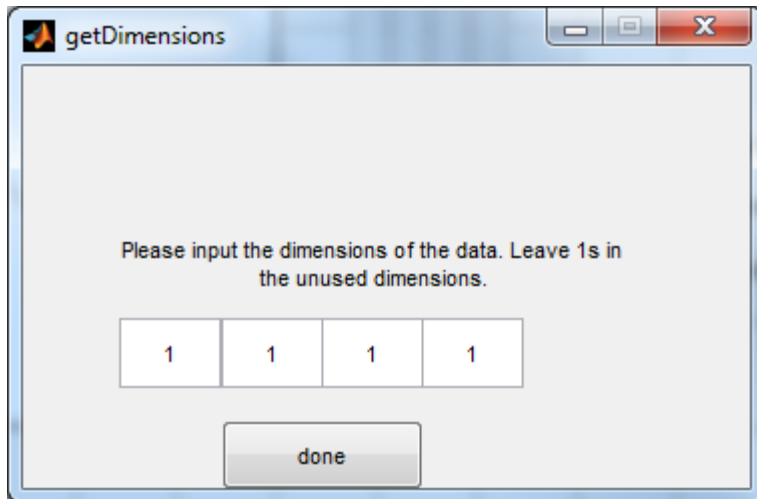 getDimensions
Please input the dimensions of the data. Leave 1s in
the unused dimensions.
1 1 1 1
done